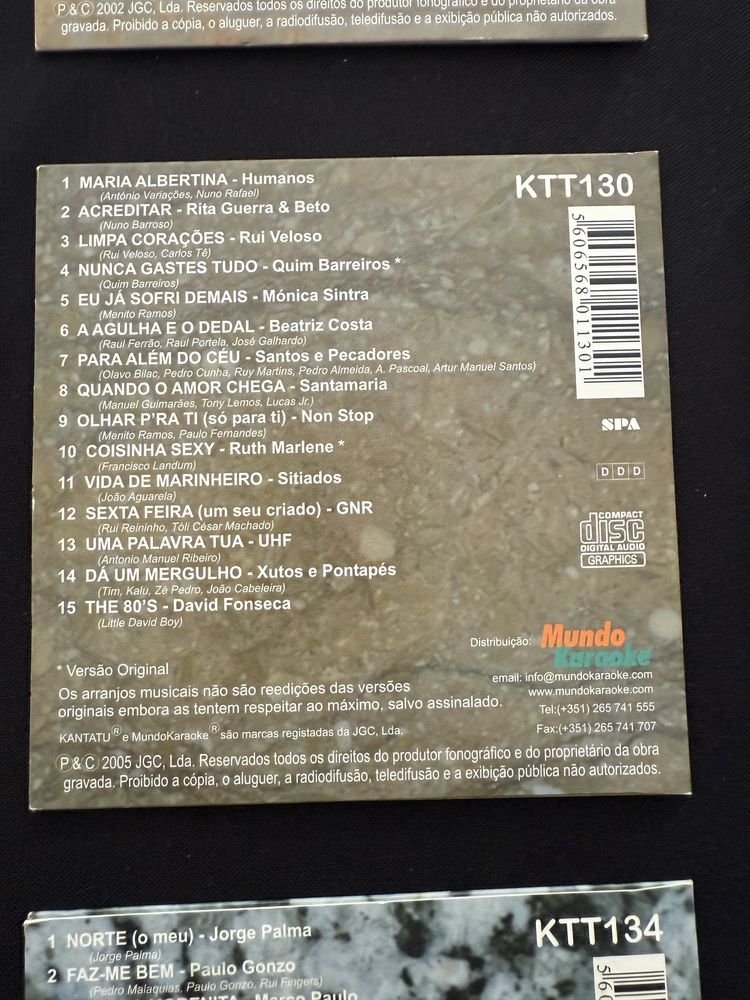 Ⓟ & Ⓒ 2002 JGC, Lda. Reservados todos os direitos do produtor fonográfico e do proprietário da obra
gravada. Proibido a cópia, o aluguer, a radiodifusão, teledifusão e a exibição pública não autorizados.
KTT130
5 606568 011301
1 MARIA ALBERTINA - Humanos
(António Variações, Nuno Rafael)
2 ACREDITAR - Rita Guerra & Beto
(Nuno Barroso)
3 LIMPA CORAÇÕES - Rui Veloso
(Rui Veloso, Carlos Tê)
4 NUNCA GASTES TUDO - Quim Barreiros *
(Quim Barreiros)
5 EU JÁ SOFRI DEMAIS - Mónica Sintra
(Menito Ramos)
6 A AGULHA E O DEDAL - Beatriz Costa
(Raul Ferrão, Raul Portela, José Galhardo)
7 PARA ALÉM DO CÉU - Santos e Pecadores
(Olavo Bilac, Pedro Cunha, Ruy Martins, Pedro Almeida, A. Pascoal, Artur Manuel Santos)
8 QUANDO O AMOR CHEGA - Santamaria
(Manuel Guimarães, Tony Lemos, Lucas Jr.)
9 OLHAR P'RA TI (só para ti) - Non Stop
(Menito Ramos, Paulo Fernandes)
10 COISINHA SEXY - Ruth Marlene *
(Francisco Landum)
11 VIDA DE MARINHEIRO - Sitiados
(João Aguarela)
12 SEXTA FEIRA (um seu criado) - GNR
(Rui Reininho, Tóli César Machado)
13 UMA PALAVRA TUA - UHF
(Antonio Manuel Ribeiro)
14 DÁ UM MERGULHO - Xutos e Pontapés
(Tim, Kalu, Zé Pedro, João Cabeleira)
15 THE 80'S - David Fonseca
(Little David Boy)
SPA
D D D
COMPACT
disc
DIGITAL AUDIO
GRAPHICS
Distribuição: Mundo
Karaoke
email: info@mundokaraoke.com
www.mundokaraoke.com
Tel:(+351) 265 741 555
Fax:(+351) 265 741 707
* Versão Original
Os arranjos musicais não são reedições das versões
originais embora as tentem respeitar ao máximo, salvo assinalado.
KANTATU® e MundoKaraoke® são marcas registadas da JGC, Lda.
Ⓟ & Ⓒ 2005 JGC, Lda. Reservados todos os direitos do produtor fonográfico e do proprietário da obra
gravada. Proibido a cópia, o aluguer, a radiodifusão, teledifusão e a exibição pública não autorizados.
KTT134
5 60
1 NORTE (o meu) - Jorge Palma
(Jorge Palma)
2 FAZ-ME BEM - Paulo Gonzo
(Pedro Malaquias, Paulo Gonzo, Rui Fingers)
- Marco Paulo